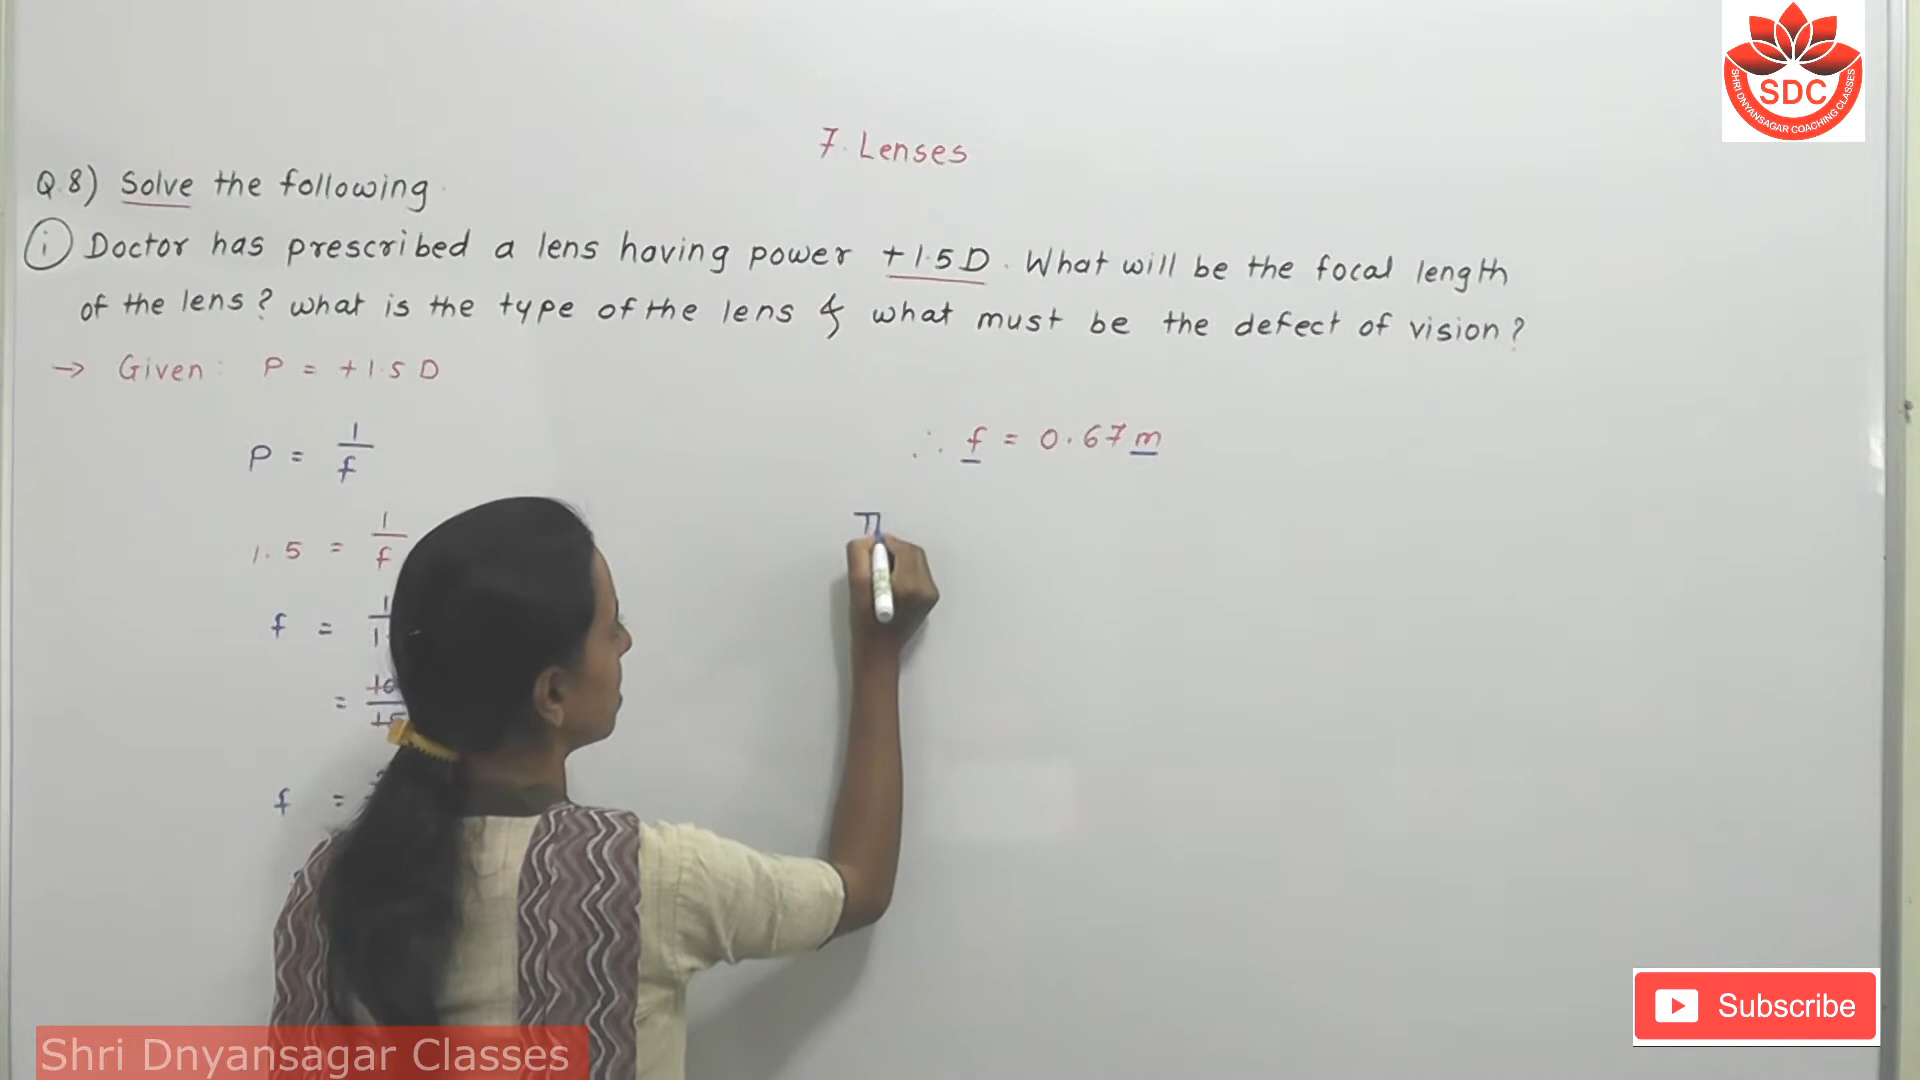 SDC
SHRI DNYANSAGAR COACHING CLASSES
7. Lenses
Q.8) Solve the following.
i Doctor has prescribed a lens having power +1.5D. What will be the focal length
of the lens? what is the type of the lens & what must be the defect of vision?
→ Given: P = +1.5 D
P = 1/f
∴ f = 0.67 m
1.5 = 1/f
f =
=
f =
Subscribe
Shri Dnyansagar Classes